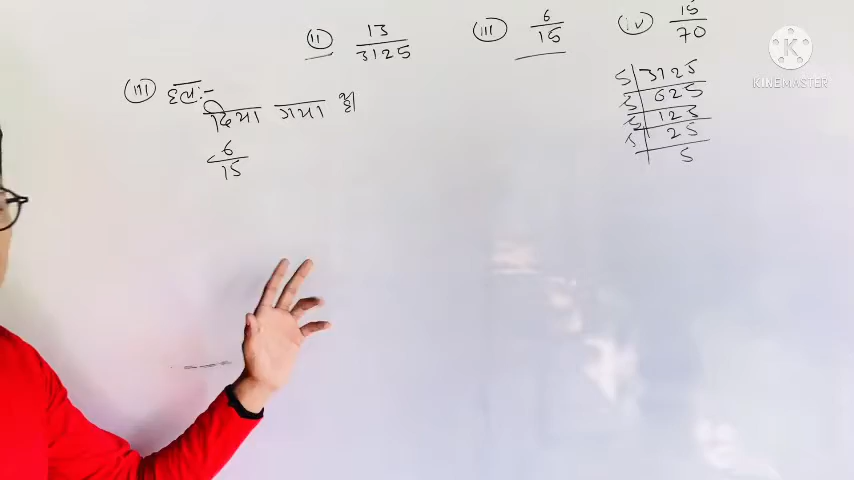 (ii) 13/3125 (iii) 6/15 (iv) 15/70
(iii) हल:-
दिया गया है
6/15
5 | 3125
5 | 625
5 | 125
5 | 25
5
KINEMASTER